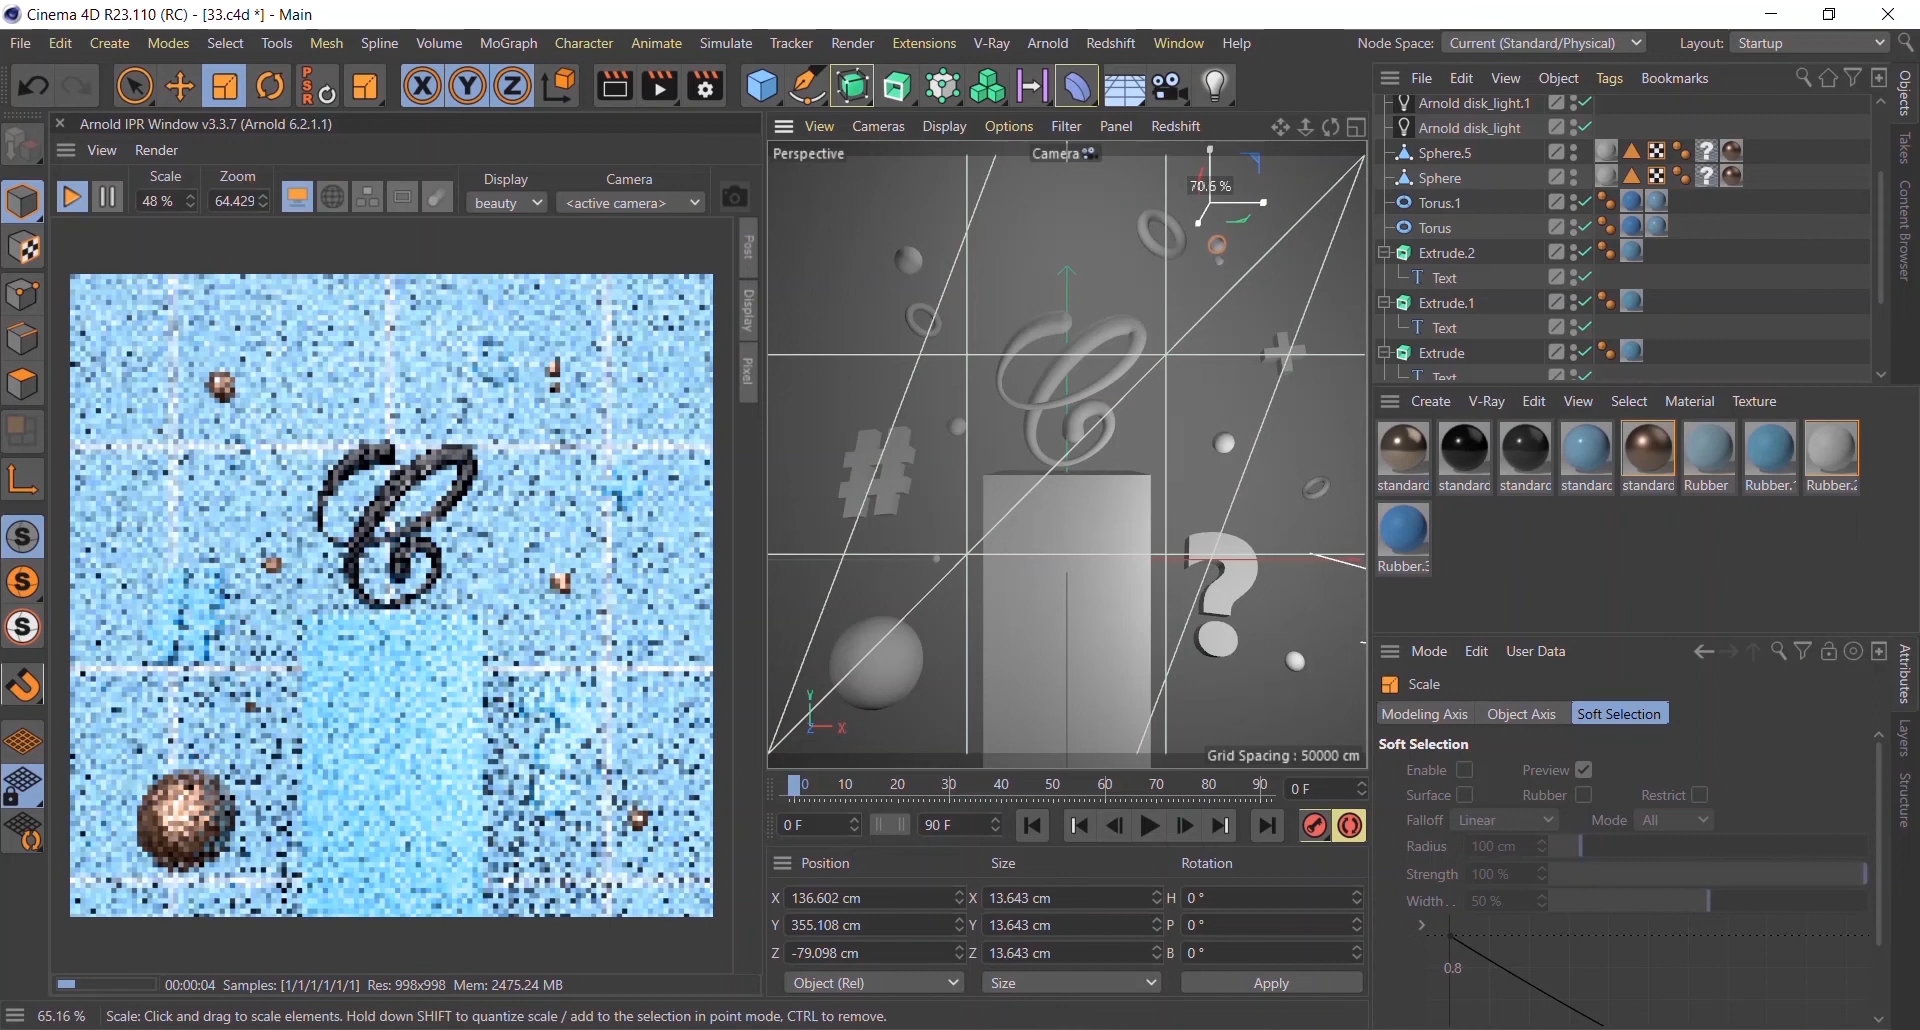 Cinema 4D R23.110 (RC) - [33.c4d *] - Main
File Edit Create Modes Select Tools Mesh Spline Volume MoGraph Character Animate Simulate Tracker Render Extensions V-Ray Arnold Redshift Window Help
Node Space: Current (Standard/Physical) Layout: Startup
PSR
X Y Z
File Edit View Object Tags Bookmarks
Arnold disk_light.1
Arnold disk_light
Sphere.5
Sphere
Torus.1
Torus
Extrude.2
Text
Extrude.1
Text
Extrude
Text
Objects
Takes
Content Browser
Arnold IPR Window v3.3.7 (Arnold 6.2.1.1)
View Render
Scale Zoom Display Camera
48 % 64.429 beauty <active camera>
Post
Display
Pixel
View Cameras Display Options Filter Panel Redshift
Perspective
Camera
70.6 %
#
?
Y
Z X
Grid Spacing : 50000 cm
Create V-Ray Edit View Select Material Texture
standard standard standard standard standard Rubber Rubber.1 Rubber.2
Rubber.3
Mode Edit User Data
Scale
Modeling Axis Object Axis Soft Selection
Soft Selection
Enable Preview
Surface Rubber Restrict
Falloff Linear Mode All
Radius 100 cm
Strength 100 %
Width . . 50 %
0.8
Attributes
Layers
Structure
0 10 20 30 40 50 60 70 80 90 0 F
0 F 90 F
Position Size Rotation
X 136.602 cm X 13.643 cm H 0 °
Y 355.108 cm Y 13.643 cm P 0 °
Z -79.098 cm Z 13.643 cm B 0 °
Object (Rel) Size Apply
00:00:04 Samples: [1/1/1/1/1/1] Res: 998x998 Mem: 2475.24 MB
65.16 % Scale: Click and drag to scale elements. Hold down SHIFT to quantize scale / add to the selection in point mode, CTRL to remove.